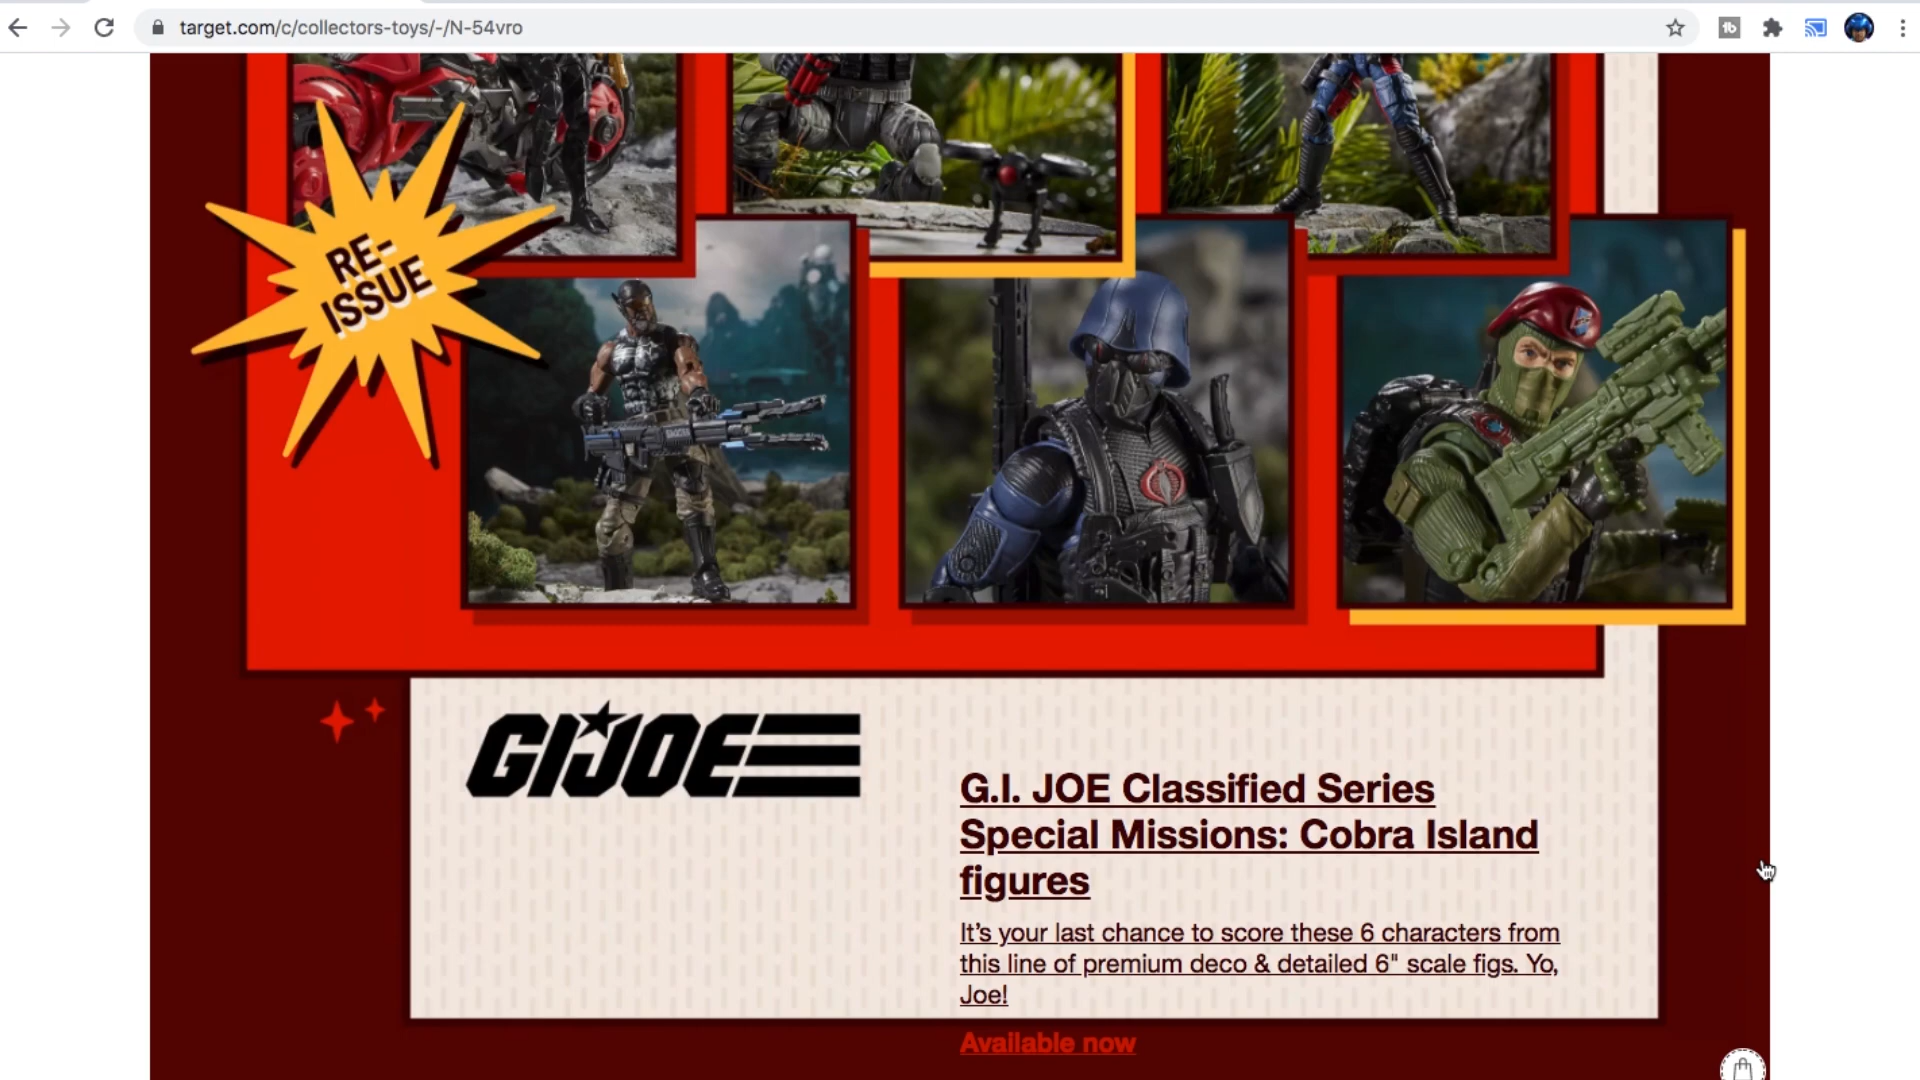 target.com/c/collectors-toys/-/N-54vro
RE-
ISSUE
GIJOE
G.I. JOE Classified Series
Special Missions: Cobra Island
figures
It's your last chance to score these 6 characters from
this line of premium deco & detailed 6" scale figs. Yo,
Joe!
Available now